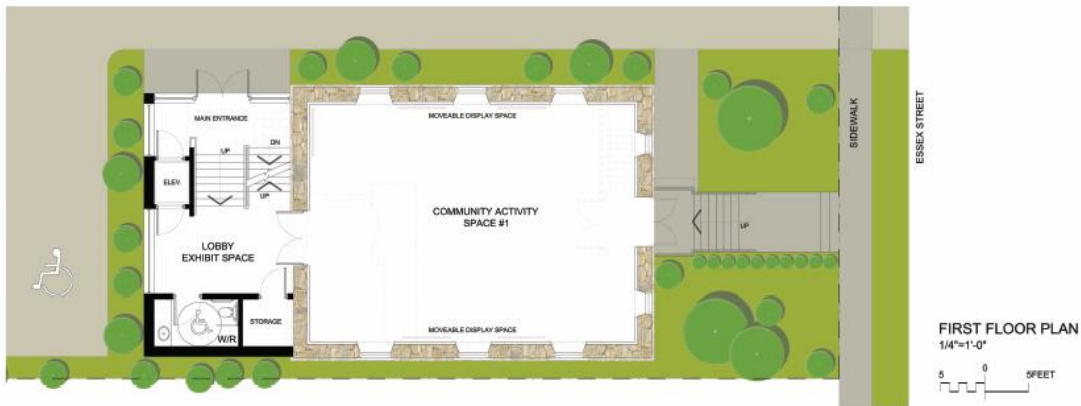 MAIN ENTRANCE
UP
DN
ELEV.
UP
LOBBY
EXHIBIT SPACE
W/R
STORAGE
MOVEABLE DISPLAY SPACE
COMMUNITY ACTIVITY
SPACE #1
MOVEABLE DISPLAY SPACE
UP
SIDEWALK
ESSEX STREET
FIRST FLOOR PLAN
1/4"=1'-0"
5 0 5FEET